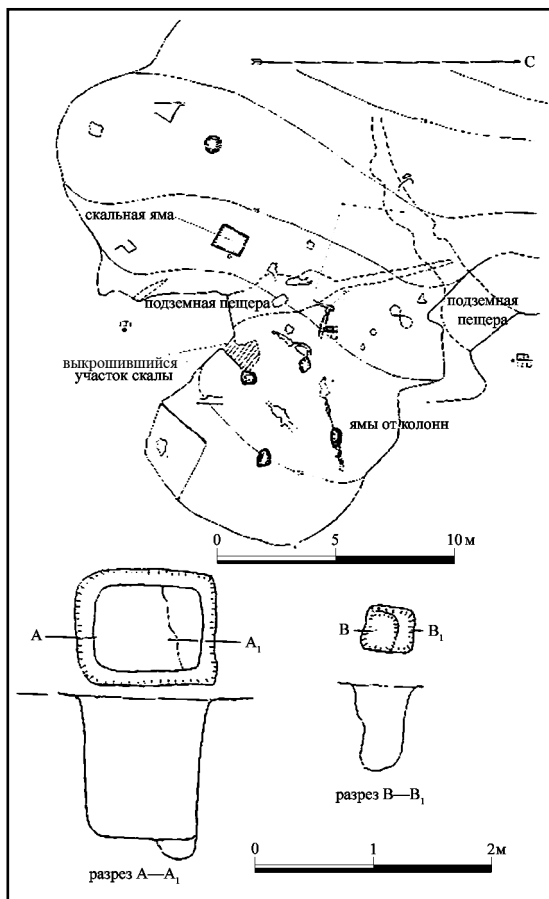 С
скальная яма
подземная пещера
подземная
пещера
выкрошившийся
участок скалы
ямы от колонн
0 5 10 м
А А₁
В В₁
разрез В—В₁
0 1 2 м
разрез А—А₁